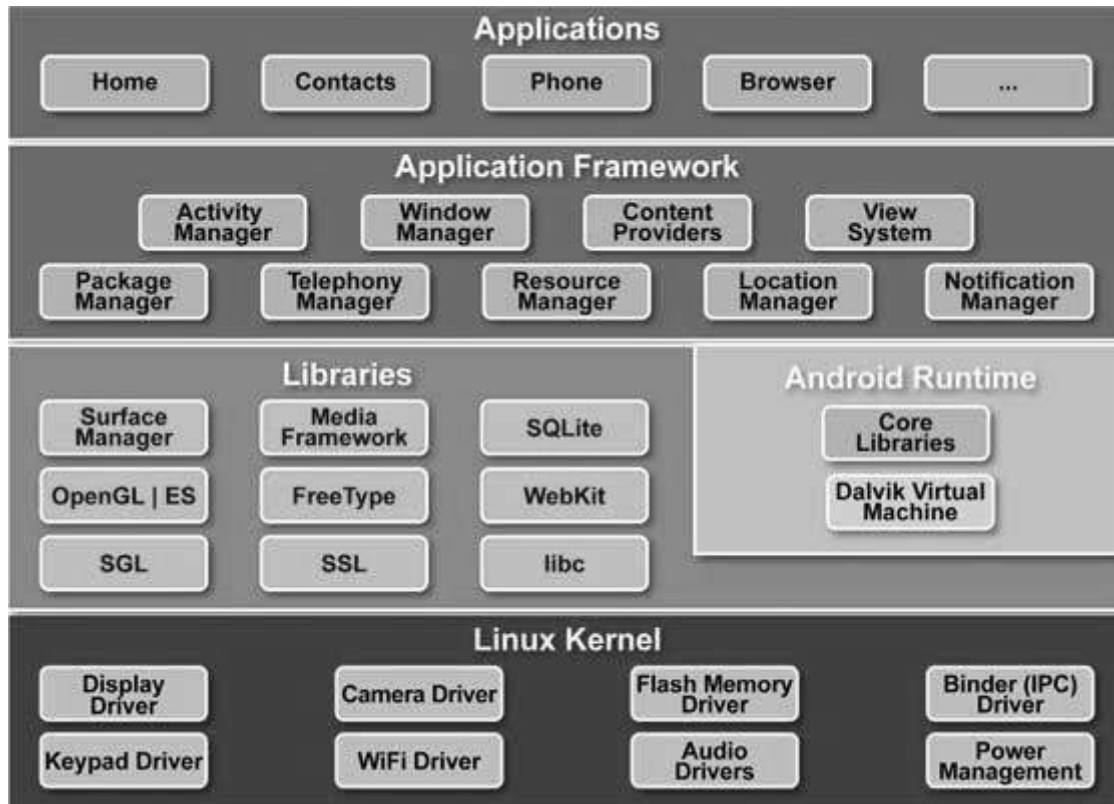 Applications
Home
Contacts
Phone
Browser
...
Application Framework
Activity
Manager
Window
Manager
Content
Providers
View
System
Package
Manager
Telephony
Manager
Resource
Manager
Location
Manager
Notification
Manager
Libraries
Surface
Manager
Media
Framework
SQLite
OpenGL | ES
FreeType
WebKit
SGL
SSL
libc
Android Runtime
Core
Libraries
Dalvik Virtual
Machine
Linux Kernel
Display
Driver
Camera Driver
Flash Memory
Driver
Binder (IPC)
Driver
Keypad Driver
WiFi Driver
Audio
Drivers
Power
Management